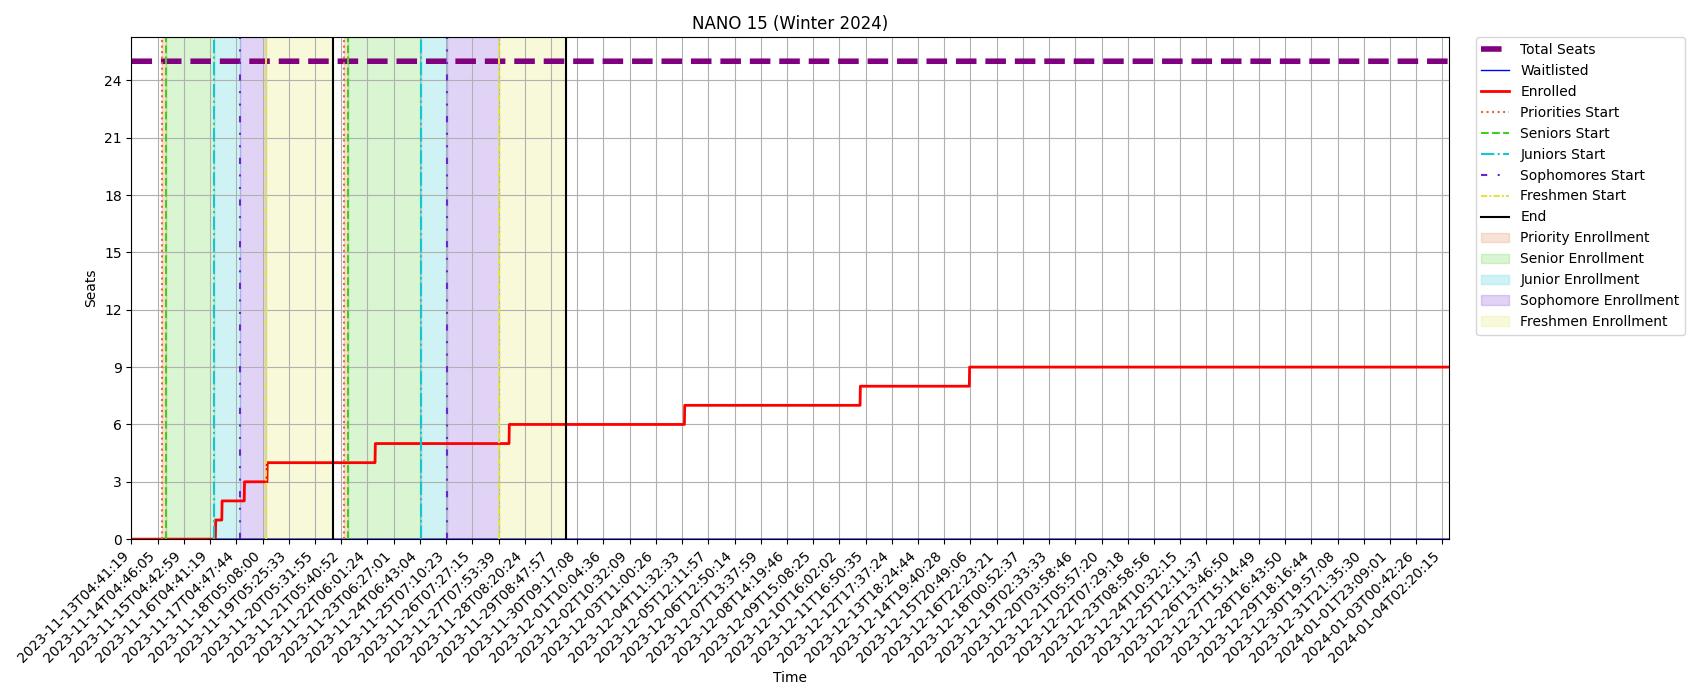 NANO 15 (Winter 2024)
Seats
24
21
18
15
12
9
6
3
0
2023-11-13T04:41:19
2023-11-14T04:46:05
2023-11-15T04:42:59
2023-11-16T04:41:19
2023-11-17T04:47:44
2023-11-18T05:08:00
2023-11-19T05:25:33
2023-11-20T05:31:55
2023-11-21T05:40:52
2023-11-22T06:01:24
2023-11-23T06:27:01
2023-11-24T06:43:04
2023-11-25T07:10:23
2023-11-26T07:27:15
2023-11-27T07:53:39
2023-11-28T08:20:24
2023-11-29T08:47:57
2023-11-30T09:17:08
2023-12-01T10:04:36
2023-12-02T10:32:09
2023-12-03T11:00:26
2023-12-04T11:32:33
2023-12-05T12:11:57
2023-12-06T12:50:14
2023-12-07T13:37:59
2023-12-08T14:19:46
2023-12-09T15:08:25
2023-12-10T16:02:02
2023-12-11T16:50:35
2023-12-12T17:37:24
2023-12-13T18:24:44
2023-12-14T19:40:28
2023-12-15T20:49:06
2023-12-16T22:23:21
2023-12-18T00:52:37
2023-12-19T02:33:33
2023-12-20T03:58:46
2023-12-21T05:57:20
2023-12-22T07:29:18
2023-12-23T08:58:56
2023-12-24T10:32:15
2023-12-25T12:11:37
2023-12-26T13:46:50
2023-12-27T15:14:49
2023-12-28T16:43:50
2023-12-29T18:16:44
2023-12-30T19:57:08
2023-12-31T21:35:30
2024-01-01T23:09:01
2024-01-03T00:42:26
2024-01-04T02:20:15
Time
Total Seats
Waitlisted
Enrolled
Priorities Start
Seniors Start
Juniors Start
Sophomores Start
Freshmen Start
End
Priority Enrollment
Senior Enrollment
Junior Enrollment
Sophomore Enrollment
Freshmen Enrollment